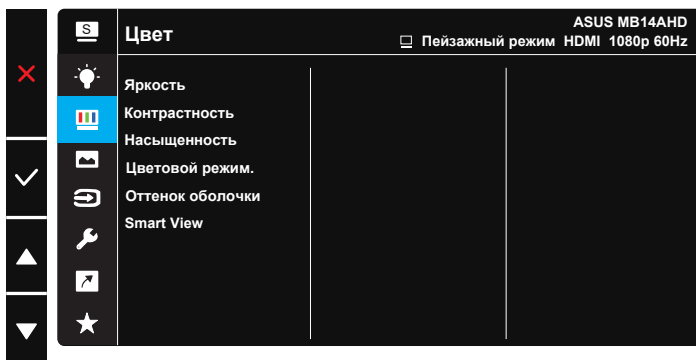 S
Цвет
ASUS MB14AHD
Пейзажный режим HDMI 1080p 60Hz
Яркость
Контрастность
Насыщенность
Цветовой режим.
Оттенок оболочки
Smart View